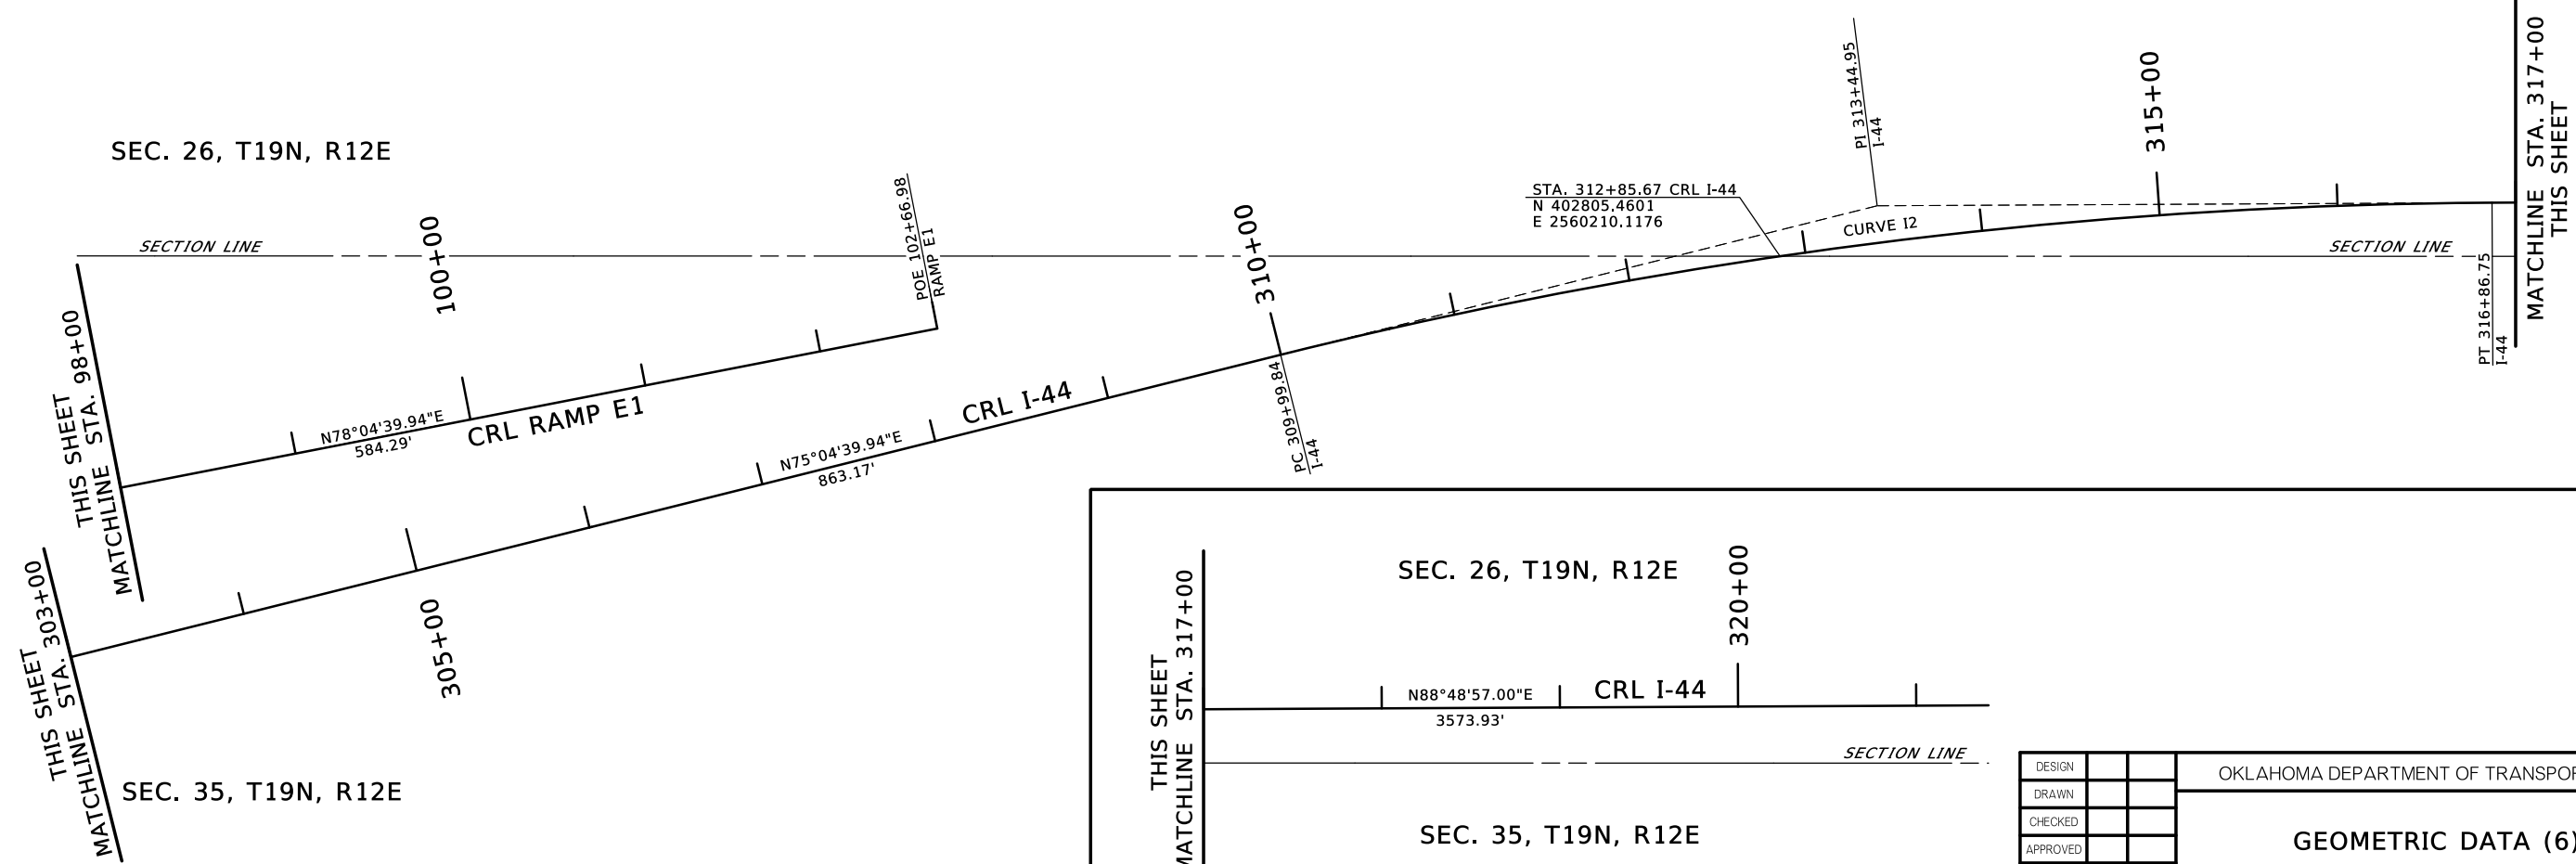 SEC. 26, T19N, R12E
SECTION LINE
100+00
POE 102+66.98
RAMP E1
310+00
STA. 312+85.67 CRL I-44
N 402805.4601
E 2560210.1176
PI 313+44.95
I-44
CURVE I2
315+00
SECTION LINE
PT 316+86.75
I-44
MATCHLINE STA. 317+00
THIS SHEET
THIS SHEET
MATCHLINE STA. 98+00
N78°04'39.94"E
584.29'
CRL RAMP E1
N75°04'39.94"E
863.17'
CRL I-44
PC 309+99.84
I-44
THIS SHEET
MATCHLINE STA. 303+00
305+00
SEC. 35, T19N, R12E
SEC. 26, T19N, R12E
320+00
THIS SHEET
MATCHLINE STA. 317+00
N88°48'57.00"E
3573.93'
CRL I-44
SECTION LINE
SEC. 35, T19N, R12E
DESIGN
DRAWN
CHECKED
APPROVED
OKLAHOMA DEPARTMENT OF TRANSPOR
GEOMETRIC DATA (6)